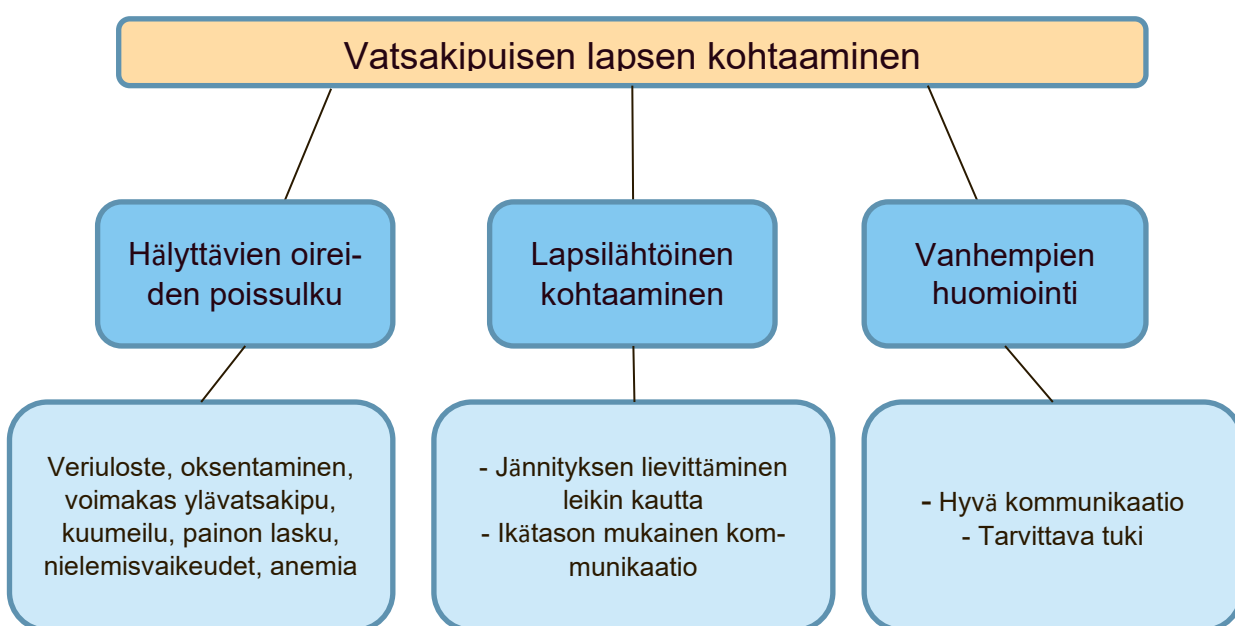 Vatsakipuisen lapsen kohtaaminen
Hälyttävien oirei-
den poissulku
Lapsilähtöinen
kohtaaminen
Vanhempien
huomiointi
Veriuloste, oksentaminen,
voimakas ylävatsakipu,
kuumeilu, painon lasku,
nielemisvaikeudet, anemia
- Jännityksen lievittäminen
leikin kautta
- Ikätason mukainen kom-
munikaatio
- Hyvä kommunikaatio
- Tarvittava tuki